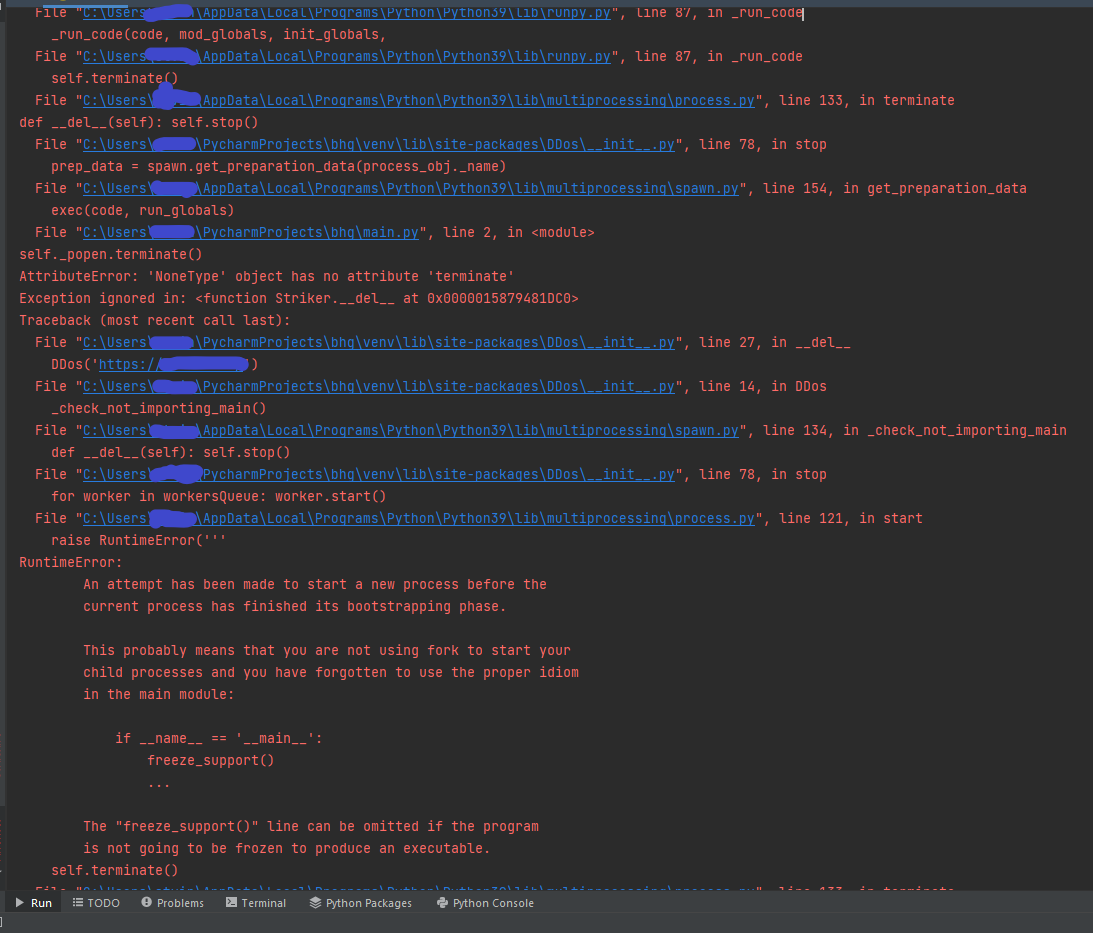 File "C:\Users\ \AppData\Local\Programs\Python\Python39\lib\runpy.py", line 87, in _run_code
_run_code(code, mod_globals, init_globals,
File "C:\Users\ \AppData\Local\Programs\Python\Python39\lib\runpy.py", line 87, in _run_code
self.terminate()
File "C:\Users\ AppData\Local\Programs\Python\Python39\lib\multiprocessing\process.py", line 133, in terminate
def __del__(self): self.stop()
File "C:\Users\ \PycharmProjects\bhq\venv\lib\site-packages\DDos\__init__.py", line 78, in stop
prep_data = spawn.get_preparation_data(process_obj._name)
File "C:\Users\ \AppData\Local\Programs\Python\Python39\lib\multiprocessing\spawn.py", line 154, in get_preparation_data
exec(code, run_globals)
File "C:\Users\ \PycharmProjects\bhq\main.py", line 2, in <module>
self._popen.terminate()
AttributeError: 'NoneType' object has no attribute 'terminate'
Exception ignored in: <function Striker.__del__ at 0x0000015879481DC0>
Traceback (most recent call last):
File "C:\Users\ \PycharmProjects\bhq\venv\lib\site-packages\DDos\__init__.py", line 27, in __del__
DDos('https:// ')
File "C:\Users\ \PycharmProjects\bhq\venv\lib\site-packages\DDos\__init__.py", line 14, in DDos
_check_not_importing_main()
File "C:\Users\ \AppData\Local\Programs\Python\Python39\lib\multiprocessing\spawn.py", line 134, in _check_not_importing_main
def __del__(self): self.stop()
File "C:\Users\ PycharmProjects\bhq\venv\lib\site-packages\DDos\__init__.py", line 78, in stop
for worker in workersQueue: worker.start()
File "C:\Users\ \AppData\Local\Programs\Python\Python39\lib\multiprocessing\process.py", line 121, in start
raise RuntimeError('''
RuntimeError:
An attempt has been made to start a new process before the
current process has finished its bootstrapping phase.
This probably means that you are not using fork to start your
child processes and you have forgotten to use the proper idiom
in the main module:
if __name__ == '__main__':
freeze_support()
...
The "freeze_support()" line can be omitted if the program
is not going to be frozen to produce an executable.
self.terminate()
Run TODO Problems Terminal Python Packages Python Console